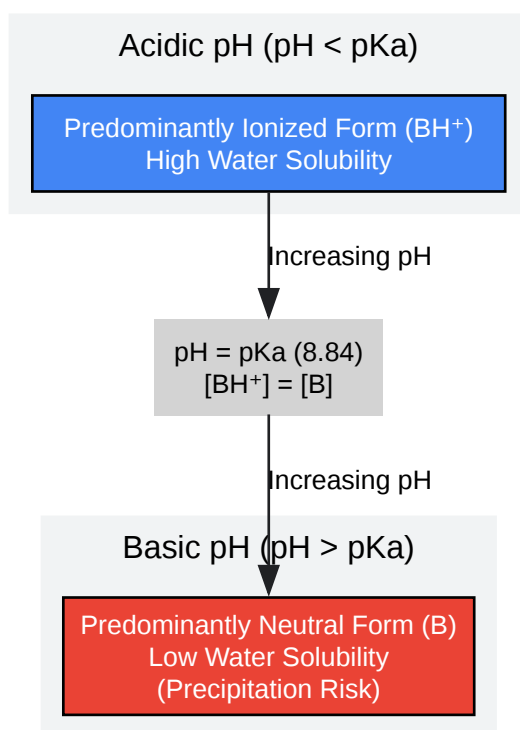 Acidic pH (pH < pKa)
Predominantly Ionized Form (BH⁺)
High Water Solubility
Increasing pH
pH = pKa (8.84)
[BH⁺] = [B]
Increasing pH
Basic pH (pH > pKa)
Predominantly Neutral Form (B)
Low Water Solubility
(Precipitation Risk)